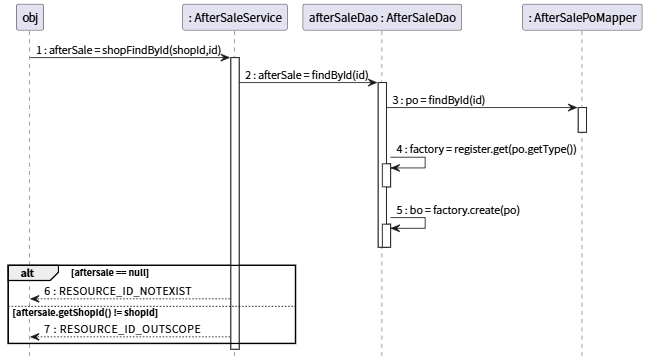 obj
: AfterSaleService
afterSaleDao : AfterSaleDao
: AfterSalePoMapper
1 : afterSale = shopFindById(shopId,id)
2 : afterSale = findById(id)
3 : po = findById(id)
4 : factory = register.get(po.getType())
5 : bo = factory.create(po)
alt
[aftersale == null]
6 : RESOURCE_ID_NOTEXIST
[aftersale.getShopId() != shopId]
7 : RESOURCE_ID_OUTSCOPE